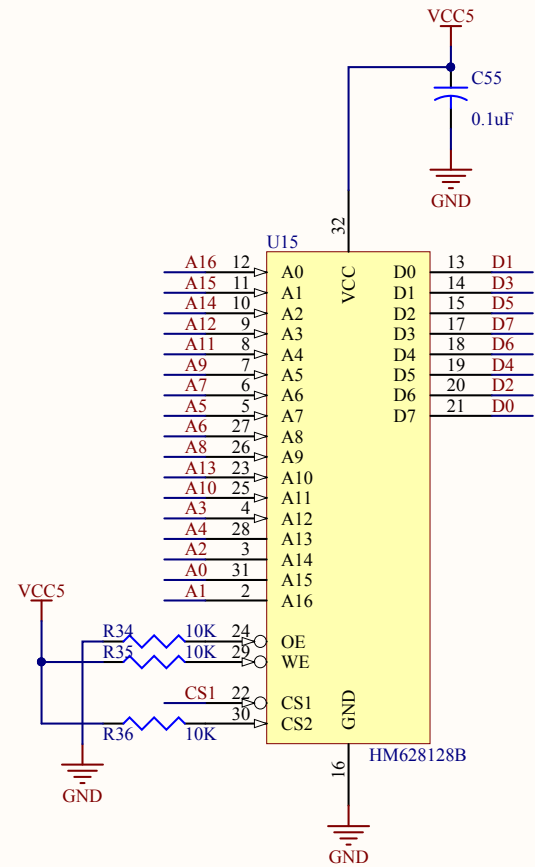 VCC5
C55
0.1uF
GND
32
U15
VCC
A16 12 A0 D0 13 D1
A15 11 A1 D1 14 D3
A14 10 A2 D2 15 D5
A12 9 A3 D3 17 D7
A11 8 A4 D4 18 D6
A9 7 A5 D5 19 D4
A7 6 A6 D6 20 D2
A5 5 A7 D7 21 D0
A6 27 A8
A8 26 A9
A13 23 A10
A10 25 A11
A3 4 A12
A4 28 A13
A2 3 A14
A0 31 A15
A1 2 A16
VCC5
R34 10K 24 OE
R35 10K 29 WE
CS1 22 CS1
R36 10K 30 CS2
GND
HM628128B
16
GND
GND